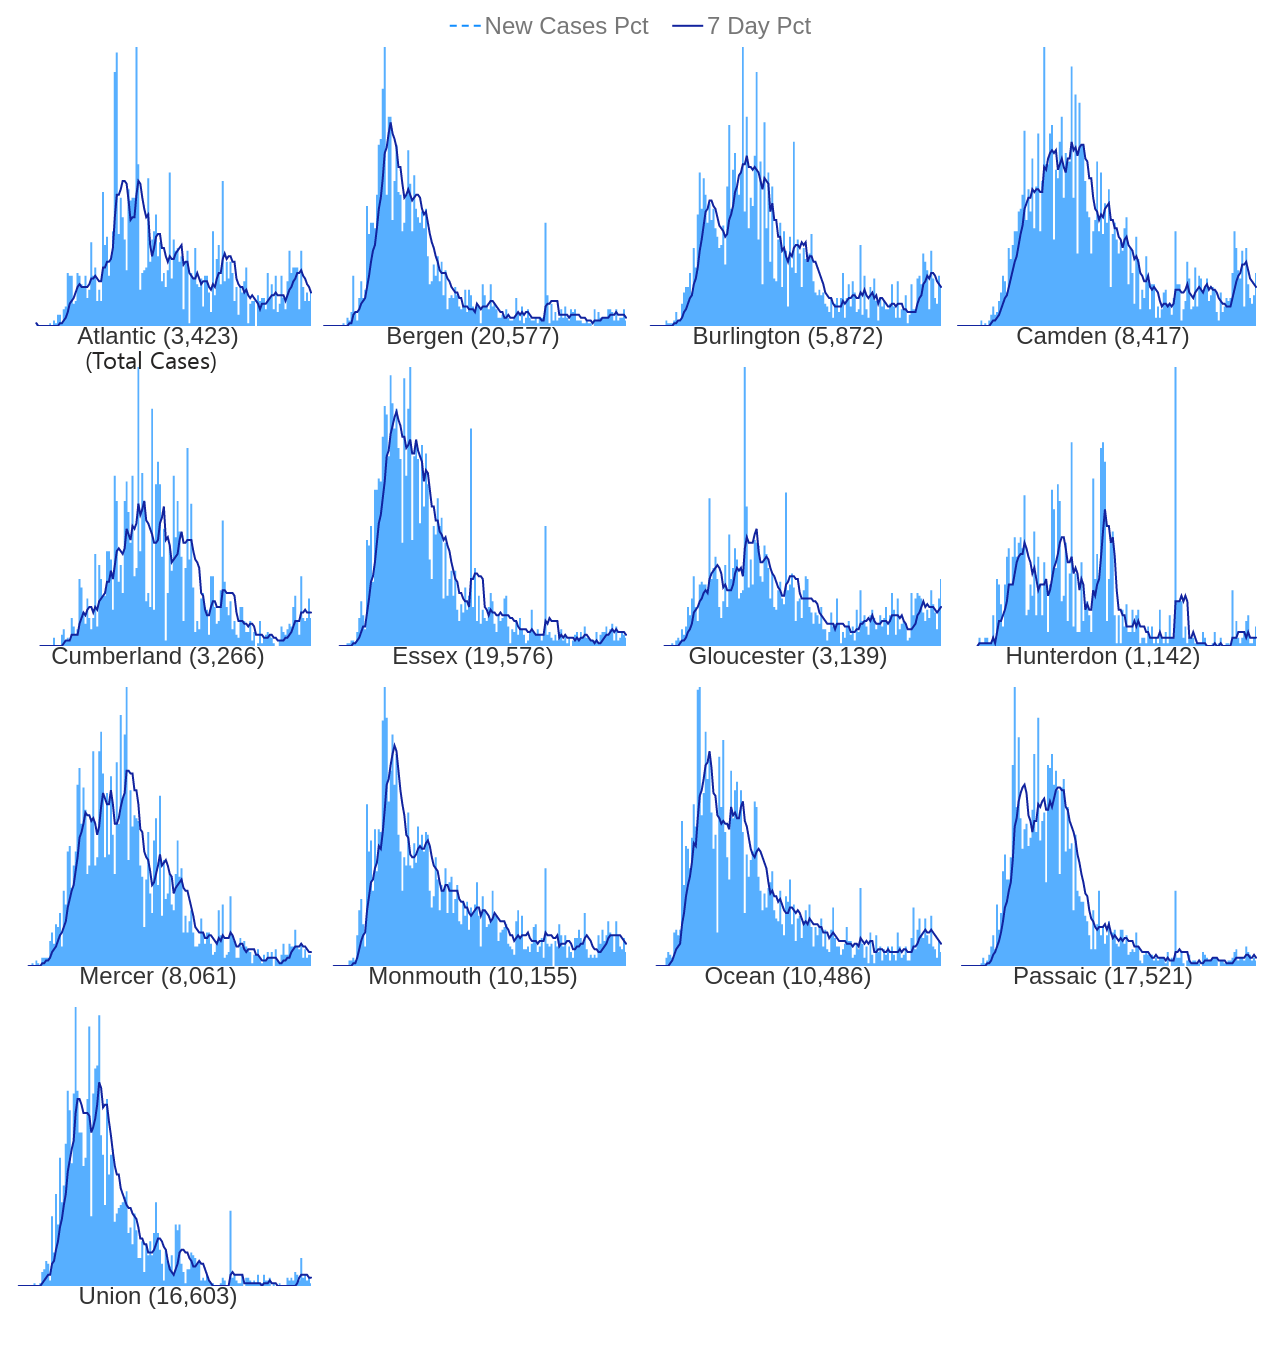 New Cases Pct 7 Day Pct
Atlantic (3,423) Bergen (20,577) Burlington (5,872) Camden (8,417)
(Total Cases)
Cumberland (3,266) Essex (19,576) Gloucester (3,139) Hunterdon (1,142)
Mercer (8,061) Monmouth (10,155) Ocean (10,486) Passaic (17,521)
Union (16,603)